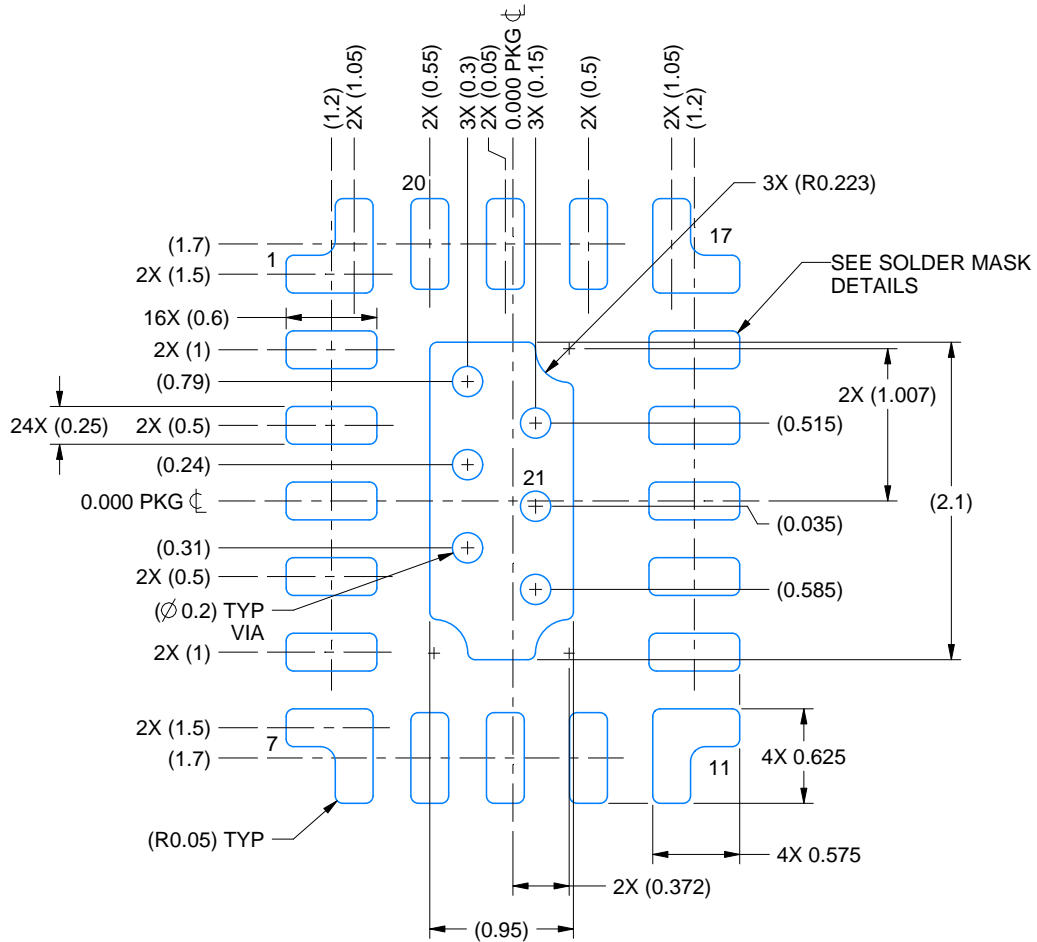 (1.2)
2X (1.05)
2X (0.55)
3X (0.3)
2X (0.05)
0.000 PKG ℄
3X (0.15)
2X (0.5)
2X (1.05)
(1.2)
20
3X (R0.223)
17
(1.7)
1
2X (1.5)
SEE SOLDER MASK
DETAILS
16X (0.6)
2X (1)
(0.79)
2X (1.007)
24X (0.25)
2X (0.5)
(0.515)
(0.24)
21
0.000 PKG ℄
(2.1)
(0.035)
(0.31)
2X (0.5)
(0.585)
(∅ 0.2) TYP
VIA
2X (1)
2X (1.5)
7
(1.7)
11
4X 0.625
(R0.05) TYP
4X 0.575
2X (0.372)
(0.95)